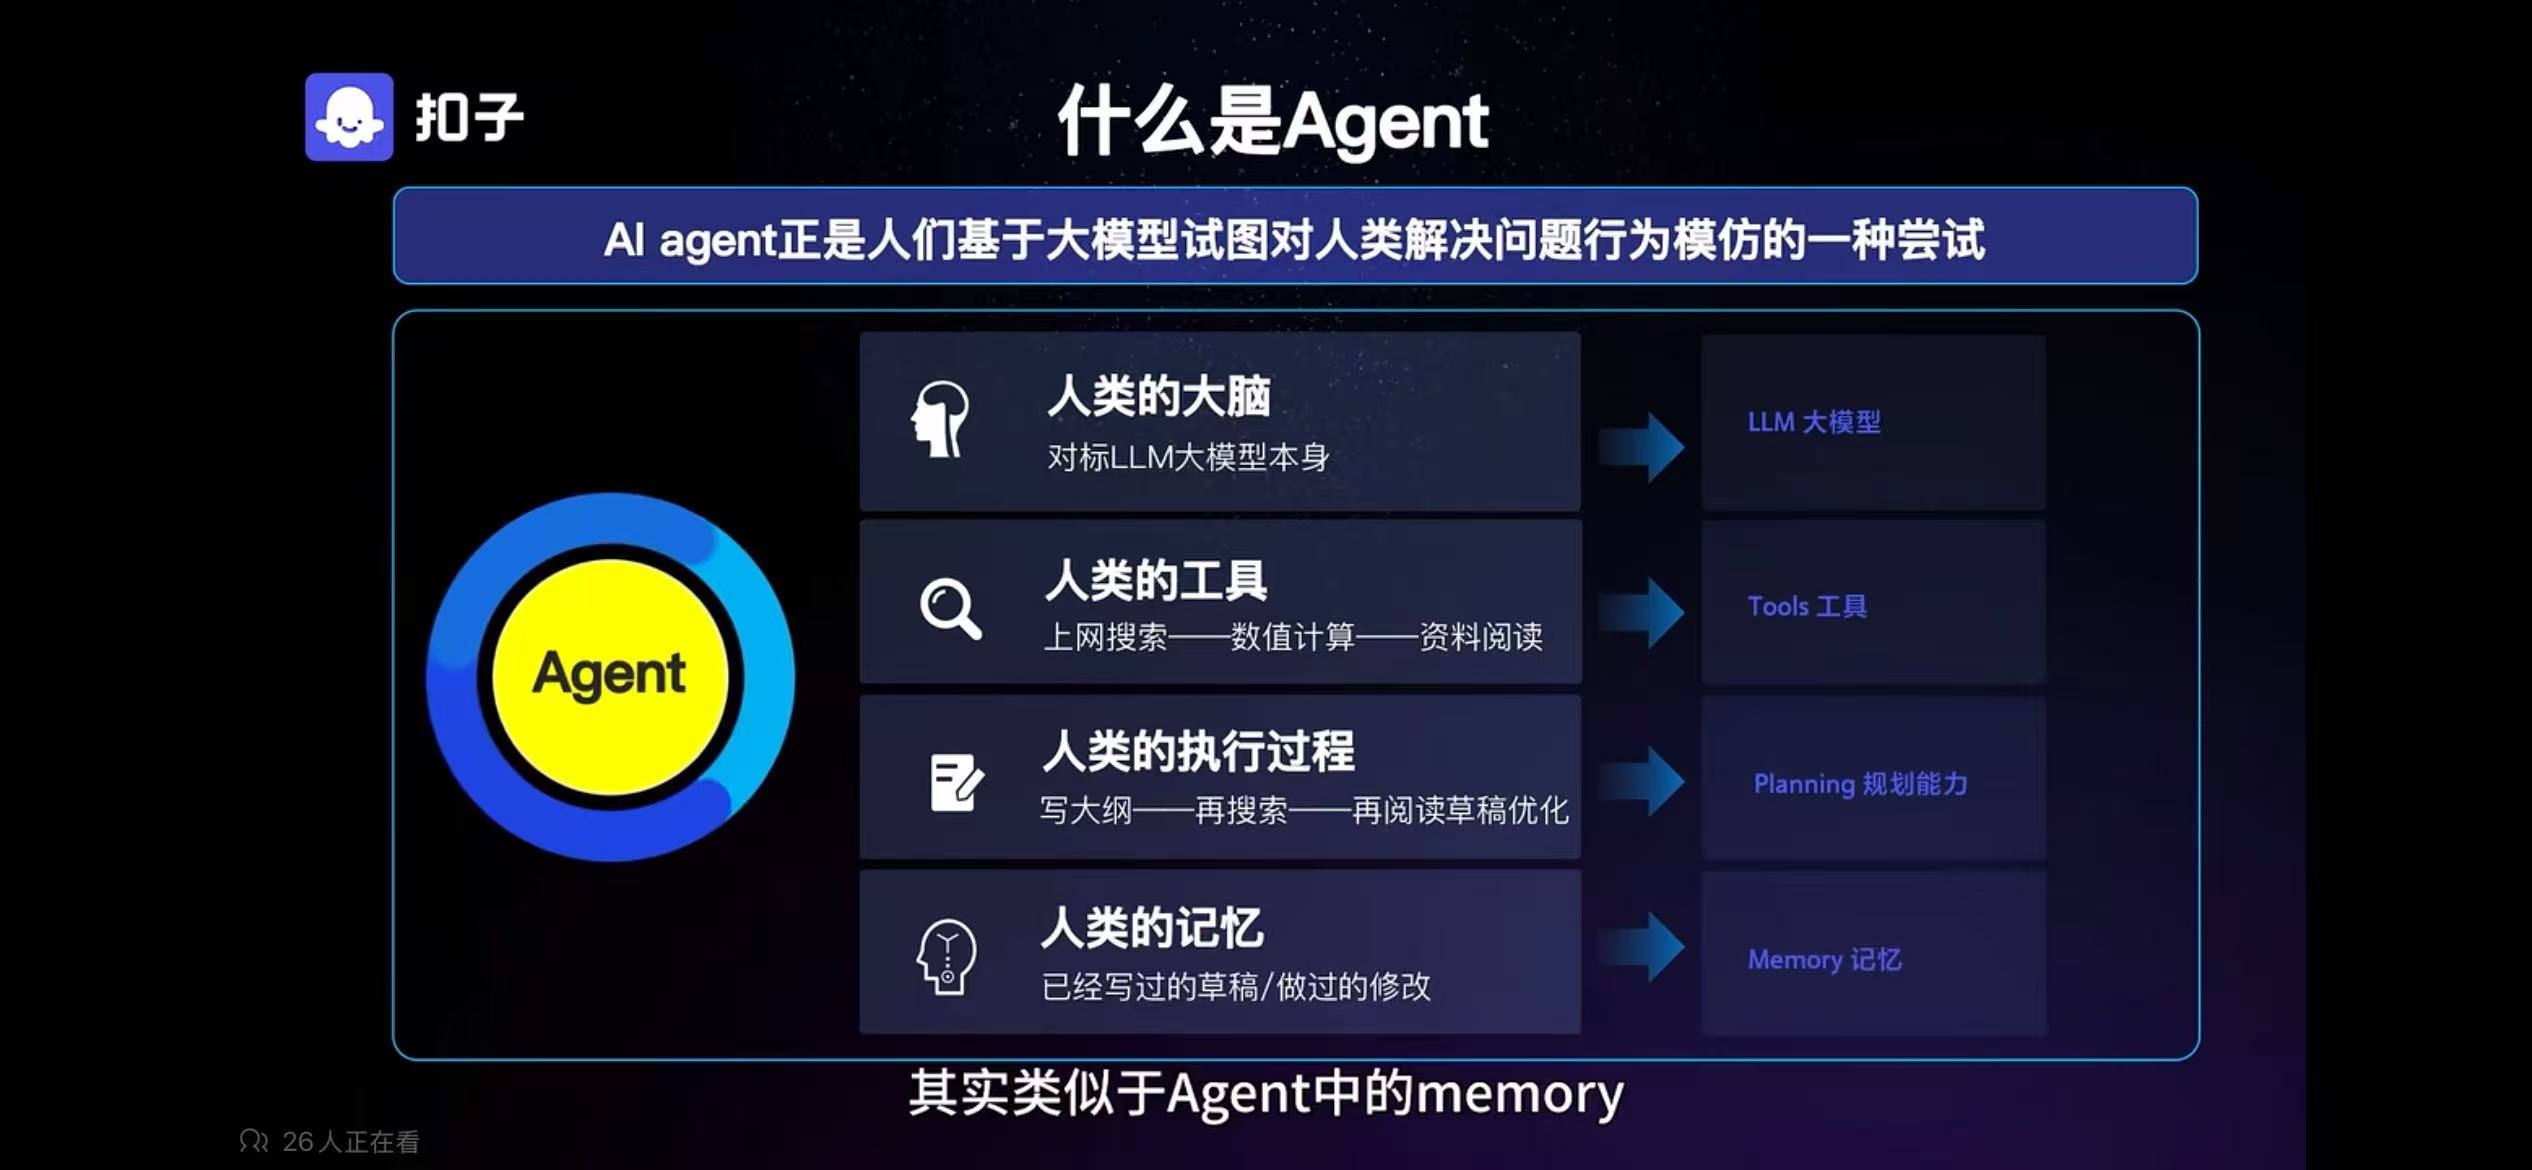 扣子
什么是Agent
AI agent正是人们基于大模型试图对人类解决问题行为模仿的一种尝试
Agent
人类的大脑
对标LLM大模型本身
LLM 大模型
人类的工具
上网搜索——数值计算——资料阅读
Tools 工具
人类的执行过程
写大纲——再搜索——再阅读草稿优化
Planning 规划能力
人类的记忆
已经写过的草稿/做过的修改
Memory 记忆
其实类似于Agent中的memory
26人正在看